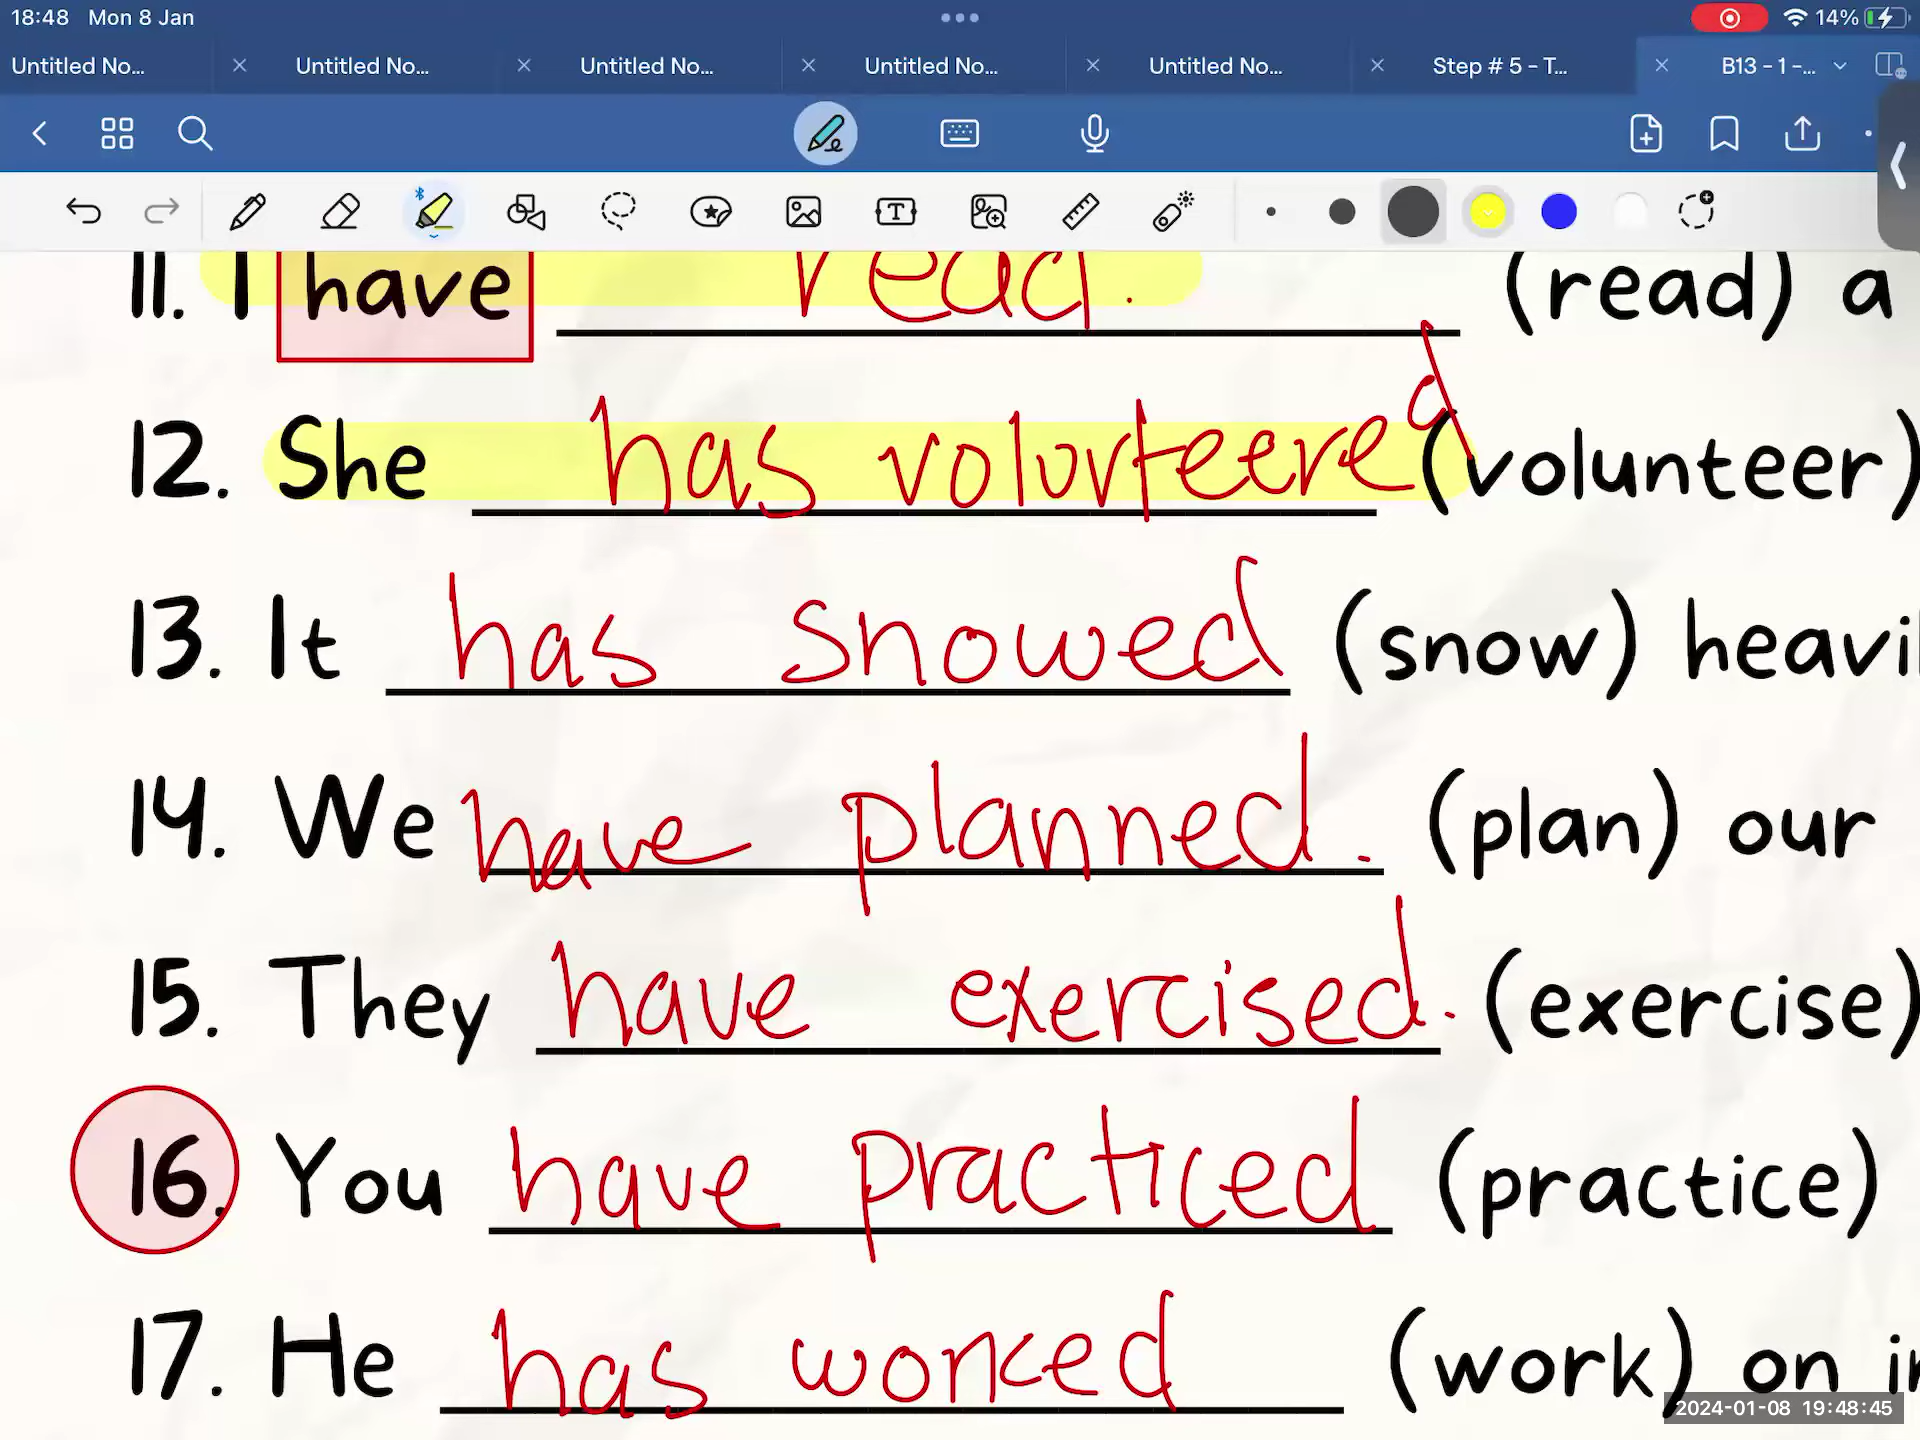 18:48 Mon 8 Jan 14%
Untitled No... Untitled No... Untitled No... Untitled No... Untitled No... Step # 5 - T... B13 - 1 -...
11. I have read. (read) a
12. She has volunteered (volunteer)
13. It has snowed (snow) heavi
14. We have planned. (plan) our
15. They have exercised. (exercise)
16. You have practiced (practice)
17. He has worked (work) on i
2024-01-08 19:48:45